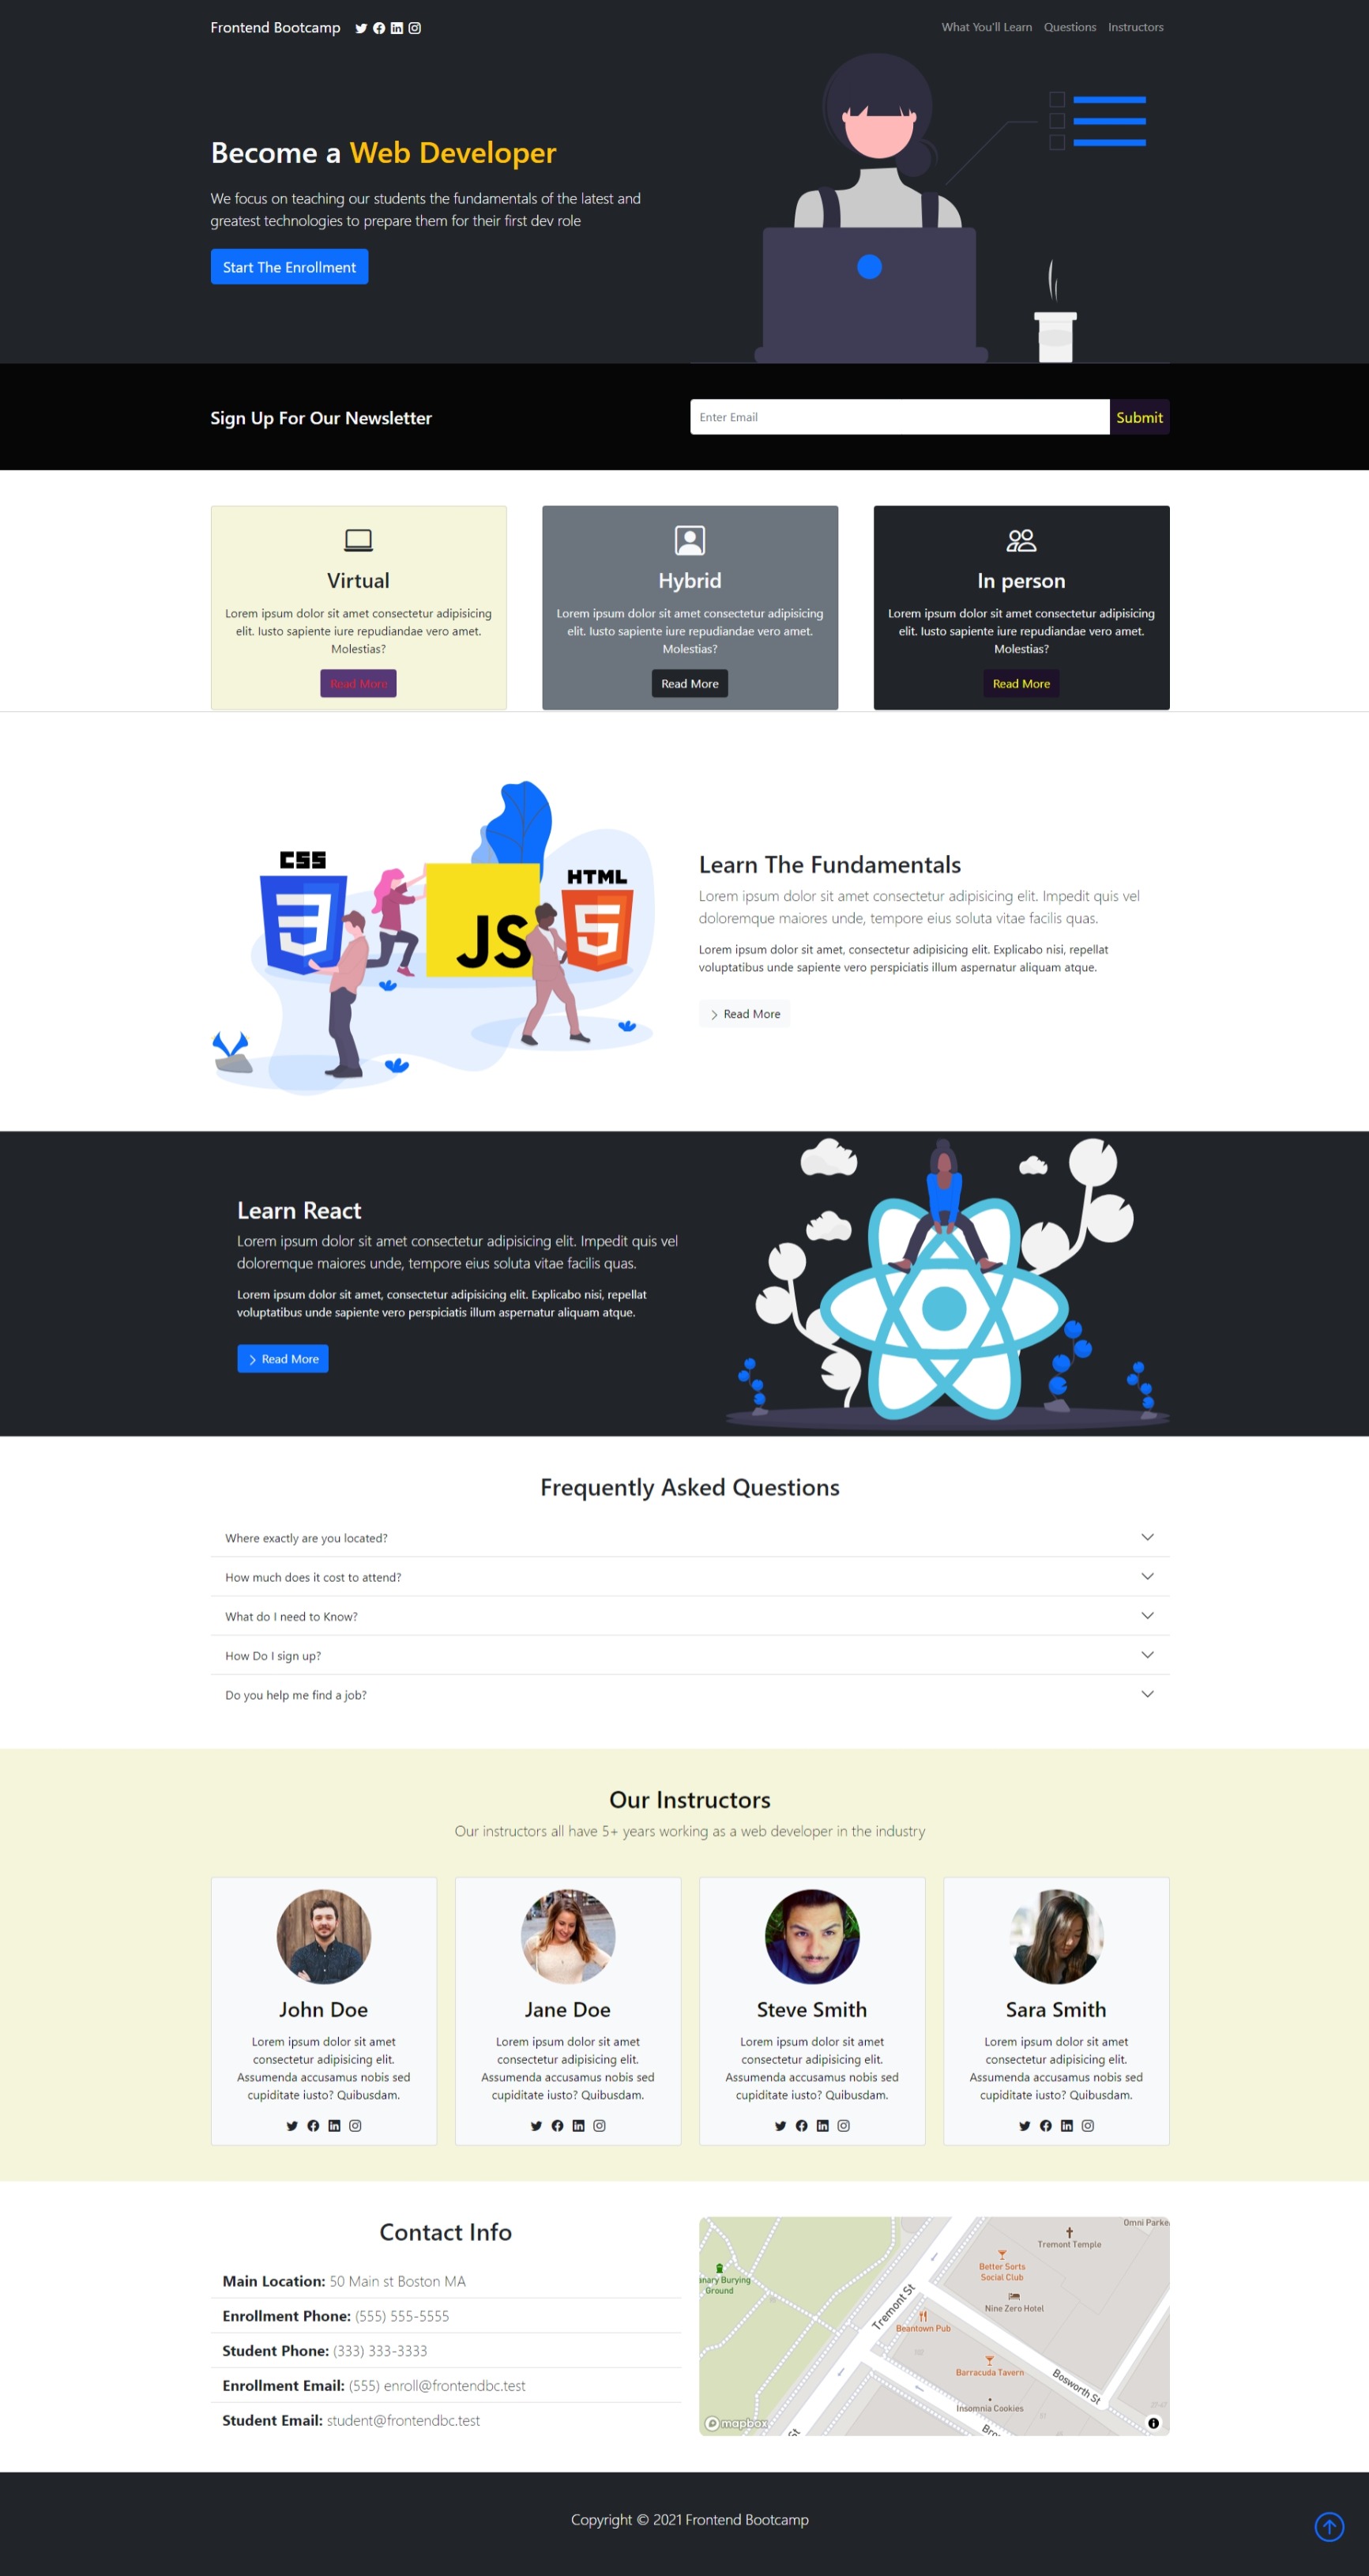 Frontend Bootcamp
What You'll Learn Questions Instructors
Become a Web Developer
We focus on teaching our students the fundamentals of the latest and
greatest technologies to prepare them for their first dev role
Start The Enrollment
Sign Up For Our Newsletter
Enter Email
Submit
Virtual
Lorem ipsum dolor sit amet consectetur adipisicing
elit. Iusto sapiente iure repudiandae vero amet.
Molestias?
Read More
Hybrid
Lorem ipsum dolor sit amet consectetur adipisicing
elit. Iusto sapiente iure repudiandae vero amet.
Molestias?
Read More
In person
Lorem ipsum dolor sit amet consectetur adipisicing
elit. Iusto sapiente iure repudiandae vero amet.
Molestias?
Read More
CSS
3
JS
HTML
5
Learn The Fundamentals
Lorem ipsum dolor sit amet consectetur adipisicing elit. Impedit quis vel
doloremque maiores unde, tempore eius soluta vitae facilis quas.
Lorem ipsum dolor sit amet, consectetur adipisicing elit. Explicabo nisi, repellat
voluptatibus unde sapiente vero perspiciatis illum aspernatur aliquam atque.
Read More
Learn React
Lorem ipsum dolor sit amet consectetur adipisicing elit. Impedit quis vel
doloremque maiores unde, tempore eius soluta vitae facilis quas.
Lorem ipsum dolor sit amet, consectetur adipisicing elit. Explicabo nisi, repellat
voluptatibus unde sapiente vero perspiciatis illum aspernatur aliquam atque.
Read More
Frequently Asked Questions
Where exactly are you located?
How much does it cost to attend?
What do I need to Know?
How Do I sign up?
Do you help me find a job?
Our Instructors
Our instructors all have 5+ years working as a web developer in the industry
John Doe
Lorem ipsum dolor sit amet
consectetur adipisicing elit.
Assumenda accusamus nobis sed
cupiditate iusto? Quibusdam.
Jane Doe
Lorem ipsum dolor sit amet
consectetur adipisicing elit.
Assumenda accusamus nobis sed
cupiditate iusto? Quibusdam.
Steve Smith
Lorem ipsum dolor sit amet
consectetur adipisicing elit.
Assumenda accusamus nobis sed
cupiditate iusto? Quibusdam.
Sara Smith
Lorem ipsum dolor sit amet
consectetur adipisicing elit.
Assumenda accusamus nobis sed
cupiditate iusto? Quibusdam.
Contact Info
Main Location: 50 Main st Boston MA
Enrollment Phone: (555) 555-5555
Student Phone: (333) 333-3333
Enrollment Email: (555) enroll@frontendbc.test
Student Email: student@frontendbc.test
Omni Parke
Tremont Temple
Better Sorts
Social Club
anary Burying
Ground
Nine Zero Hotel
Tremont St
Beantown Pub
Barracuda Tavern
Bosworth St
Insomnia Cookies
mapbox
St
Bro
Copyright © 2021 Frontend Bootcamp